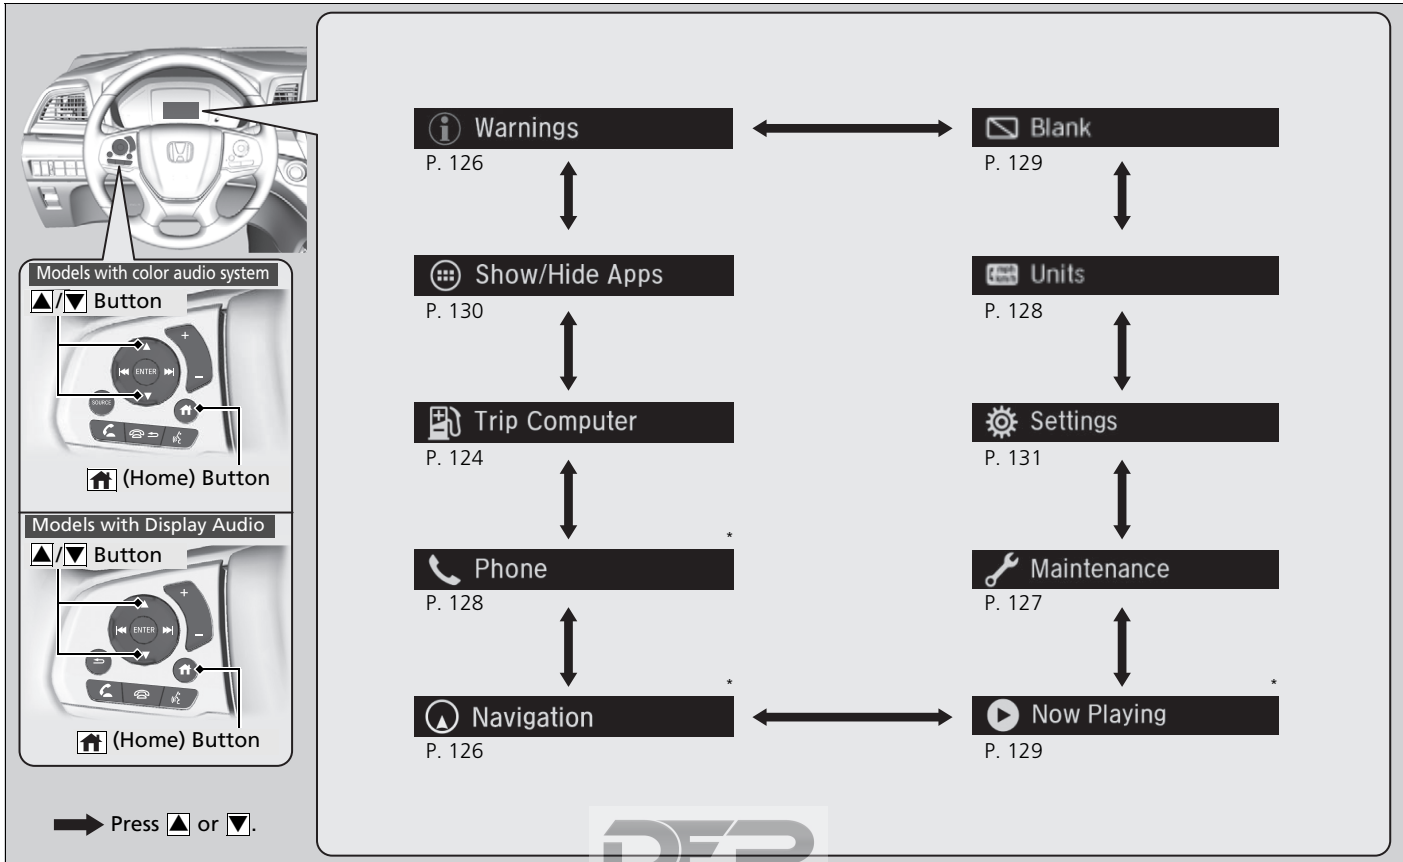 Models with color audio system
▲/▼ Button
ENTER
SOURCE
(Home) Button
Models with Display Audio
▲/▼ Button
ENTER
(Home) Button
Press ▲ or ▼.
Warnings
P. 126
Show/Hide Apps
P. 130
Trip Computer
P. 124
*
Phone
P. 128
*
Navigation
P. 126
Blank
P. 129
Units
P. 128
Settings
P. 131
Maintenance
P. 127
*
Now Playing
P. 129